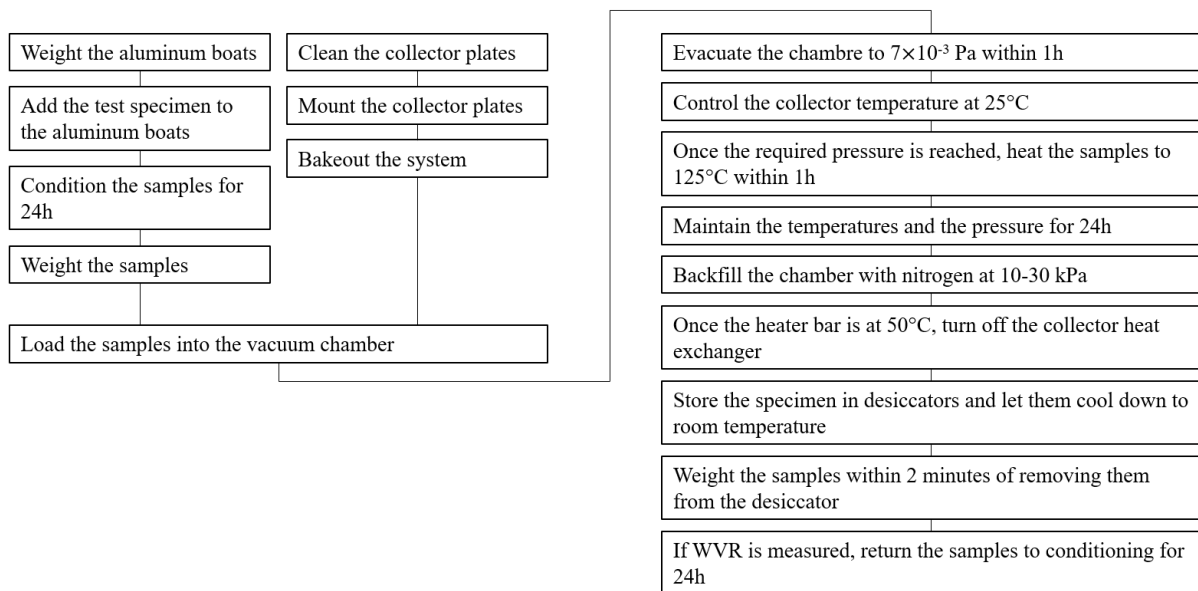 Weight the aluminum boats
Add the test specimen to
the aluminum boats
Condition the samples for
24h
Weight the samples
Clean the collector plates
Mount the collector plates
Bakeout the system
Load the samples into the vacuum chamber
Evacuate the chambre to 7×10⁻³ Pa within 1h
Control the collector temperature at 25°C
Once the required pressure is reached, heat the samples to
125°C within 1h
Maintain the temperatures and the pressure for 24h
Backfill the chamber with nitrogen at 10-30 kPa
Once the heater bar is at 50°C, turn off the collector heat
exchanger
Store the specimen in desiccators and let them cool down to
room temperature
Weight the samples within 2 minutes of removing them
from the desiccator
If WVR is measured, return the samples to conditioning for
24h